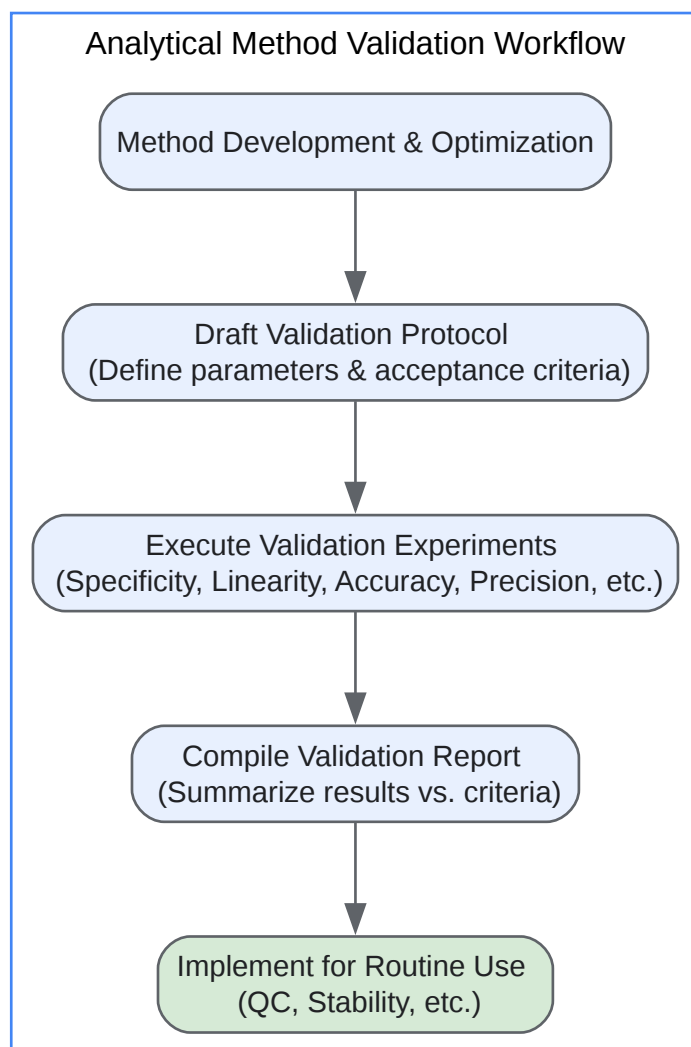 Analytical Method Validation Workflow
Method Development & Optimization
Draft Validation Protocol
(Define parameters & acceptance criteria)
Execute Validation Experiments
(Specificity, Linearity, Accuracy, Precision, etc.)
Compile Validation Report
(Summarize results vs. criteria)
Implement for Routine Use
(QC, Stability, etc.)